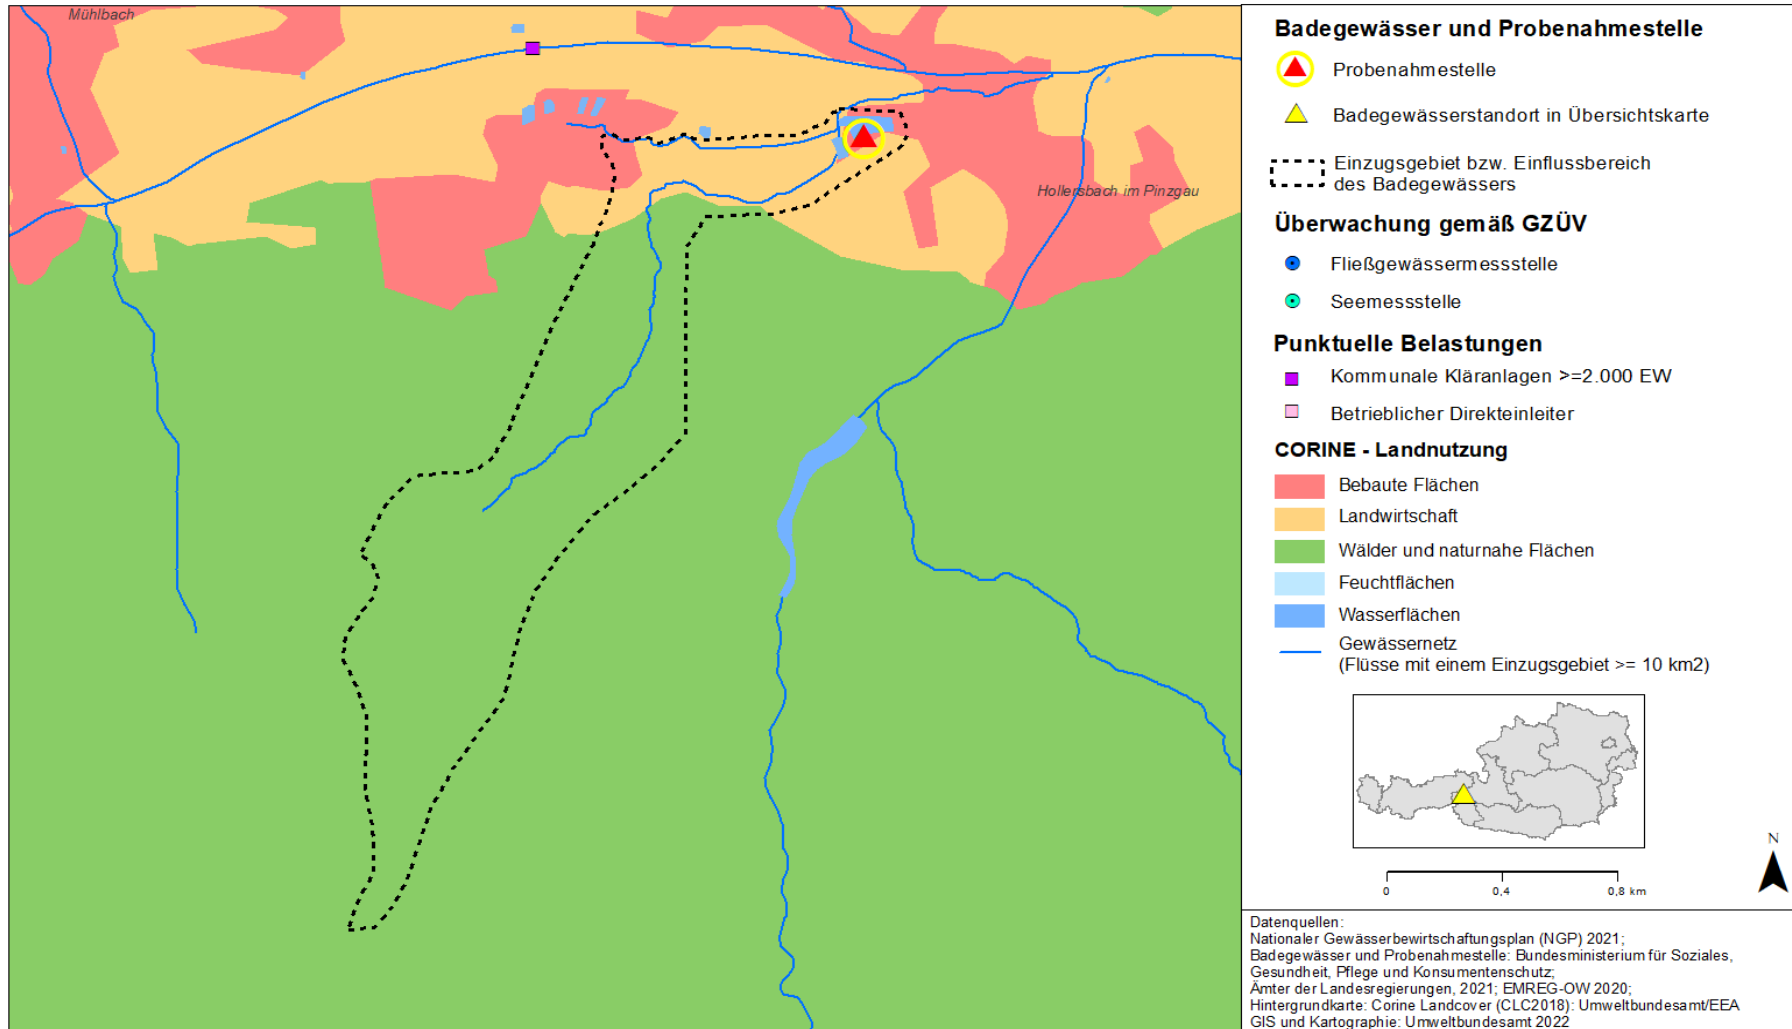 Mühlbach
Hollersbach im Pinzgau
Badegewässer und Probenahmestelle
Probenahmestelle
Badegewässerstandort in Übersichtskarte
Einzugsgebiet bzw. Einflussbereich
des Badegewässers
Überwachung gemäß GZÜV
Fließgewässermessstelle
Seemessstelle
Punktuelle Belastungen
Kommunale Kläranlagen >=2.000 EW
Betrieblicher Direkteinleiter
CORINE - Landnutzung
Bebaute Flächen
Landwirtschaft
Wälder und naturnahe Flächen
Feuchtflächen
Wasserflächen
Gewässernetz
(Flüsse mit einem Einzugsgebiet >= 10 km2)
N
0 0,4 0,8 km
Datenquellen:
Nationaler Gewässerbewirtschaftungsplan (NGP) 2021;
Badegewässer und Probenahmestelle: Bundesministerium für Soziales,
Gesundheit, Pflege und Konsumentenschutz;
Ämter der Landesregierungen, 2021; EMREG-OW 2020;
Hintergrundkarte: Corine Landcover (CLC2018): Umweltbundesamt/EEA
GIS und Kartographie: Umweltbundesamt 2022